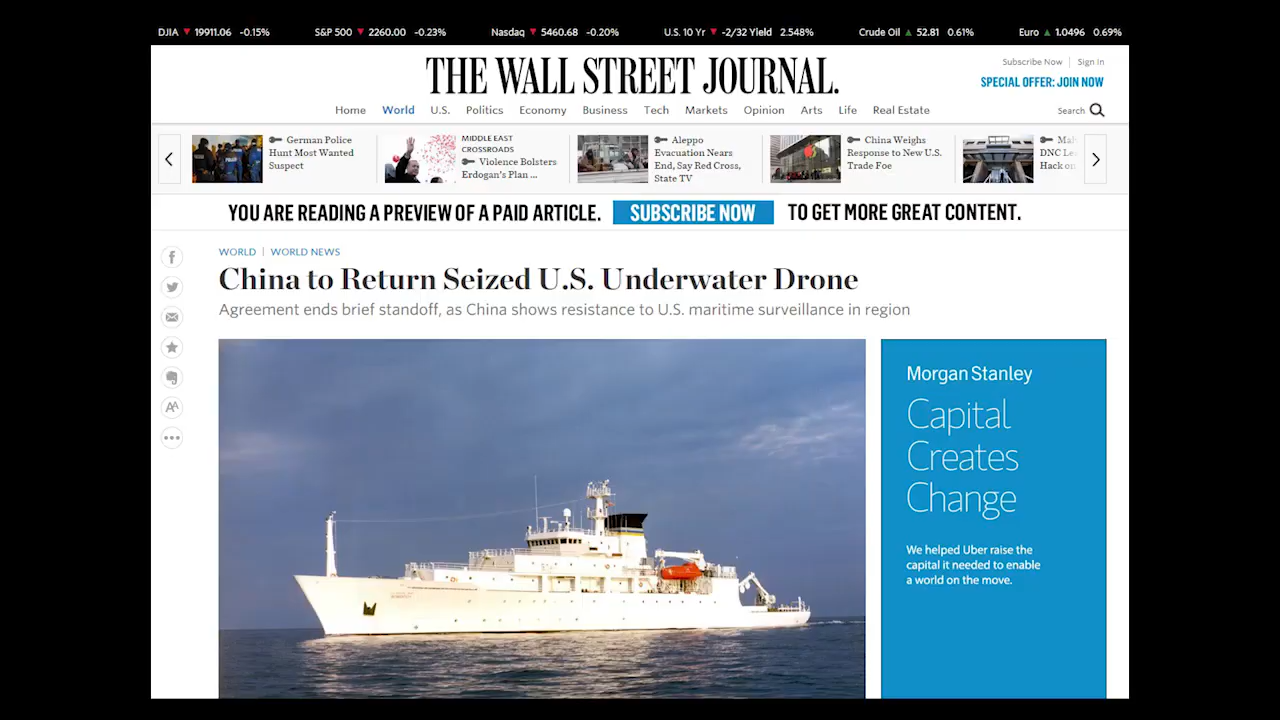 DJIA ▼ 19911.06 -0.15% S&P 500 ▼ 2260.00 -0.23% Nasdaq ▼ 5460.68 -0.20% U.S. 10 Yr ▼ -2/32 Yield 2.548% Crude Oil ▲ 52.81 0.61% Euro ▲ 1.0496 0.69%
Subscribe Now | Sign In
THE WALL STREET JOURNAL.
SPECIAL OFFER: JOIN NOW
Home World U.S. Politics Economy Business Tech Markets Opinion Arts Life Real Estate
Search
German Police
Hunt Most Wanted
Suspect
MIDDLE EAST
CROSSROADS
Violence Bolsters
Erdogan's Plan ...
Aleppo
Evacuation Nears
End, Say Red Cross,
State TV
China Weighs
Response to New U.S.
Trade Foe
DNC
Hack on
YOU ARE READING A PREVIEW OF A PAID ARTICLE. SUBSCRIBE NOW TO GET MORE GREAT CONTENT.
WORLD | WORLD NEWS
China to Return Seized U.S. Underwater Drone
Agreement ends brief standoff, as China shows resistance to U.S. maritime surveillance in region
AA
Morgan Stanley
Capital
Creates
Change
We helped Uber raise the
capital it needed to enable
a world on the move.